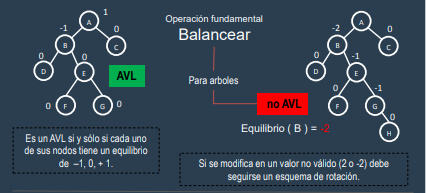 1
A
-1
B
0
C
0
D
0
E
0
F
0
G
AVL
Es un AVL si y sólo si cada uno
de sus nodos tiene un equilibrio
de –1, 0, + 1.
Operación fundamental
Balancear
Para arboles
no AVL
Equilibrio ( B ) = -2
-2
A
0
C
-1
B
0
D
-1
E
0
F
-1
G
0
H
Si se modifica en un valor no válido (2 o -2) debe
seguirse un esquema de rotación.